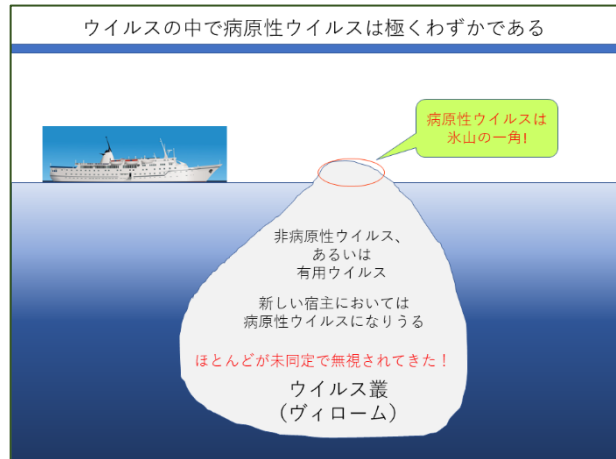 ウイルスの中で病原性ウイルスは極くわずかである
病原性ウイルスは
氷山の一角!
非病原性ウイルス、
あるいは
有用ウイルス
新しい宿主においては
病原性ウイルスになりうる
ほとんどが未同定で無視されてきた！
ウイルス叢
(ヴィローム)